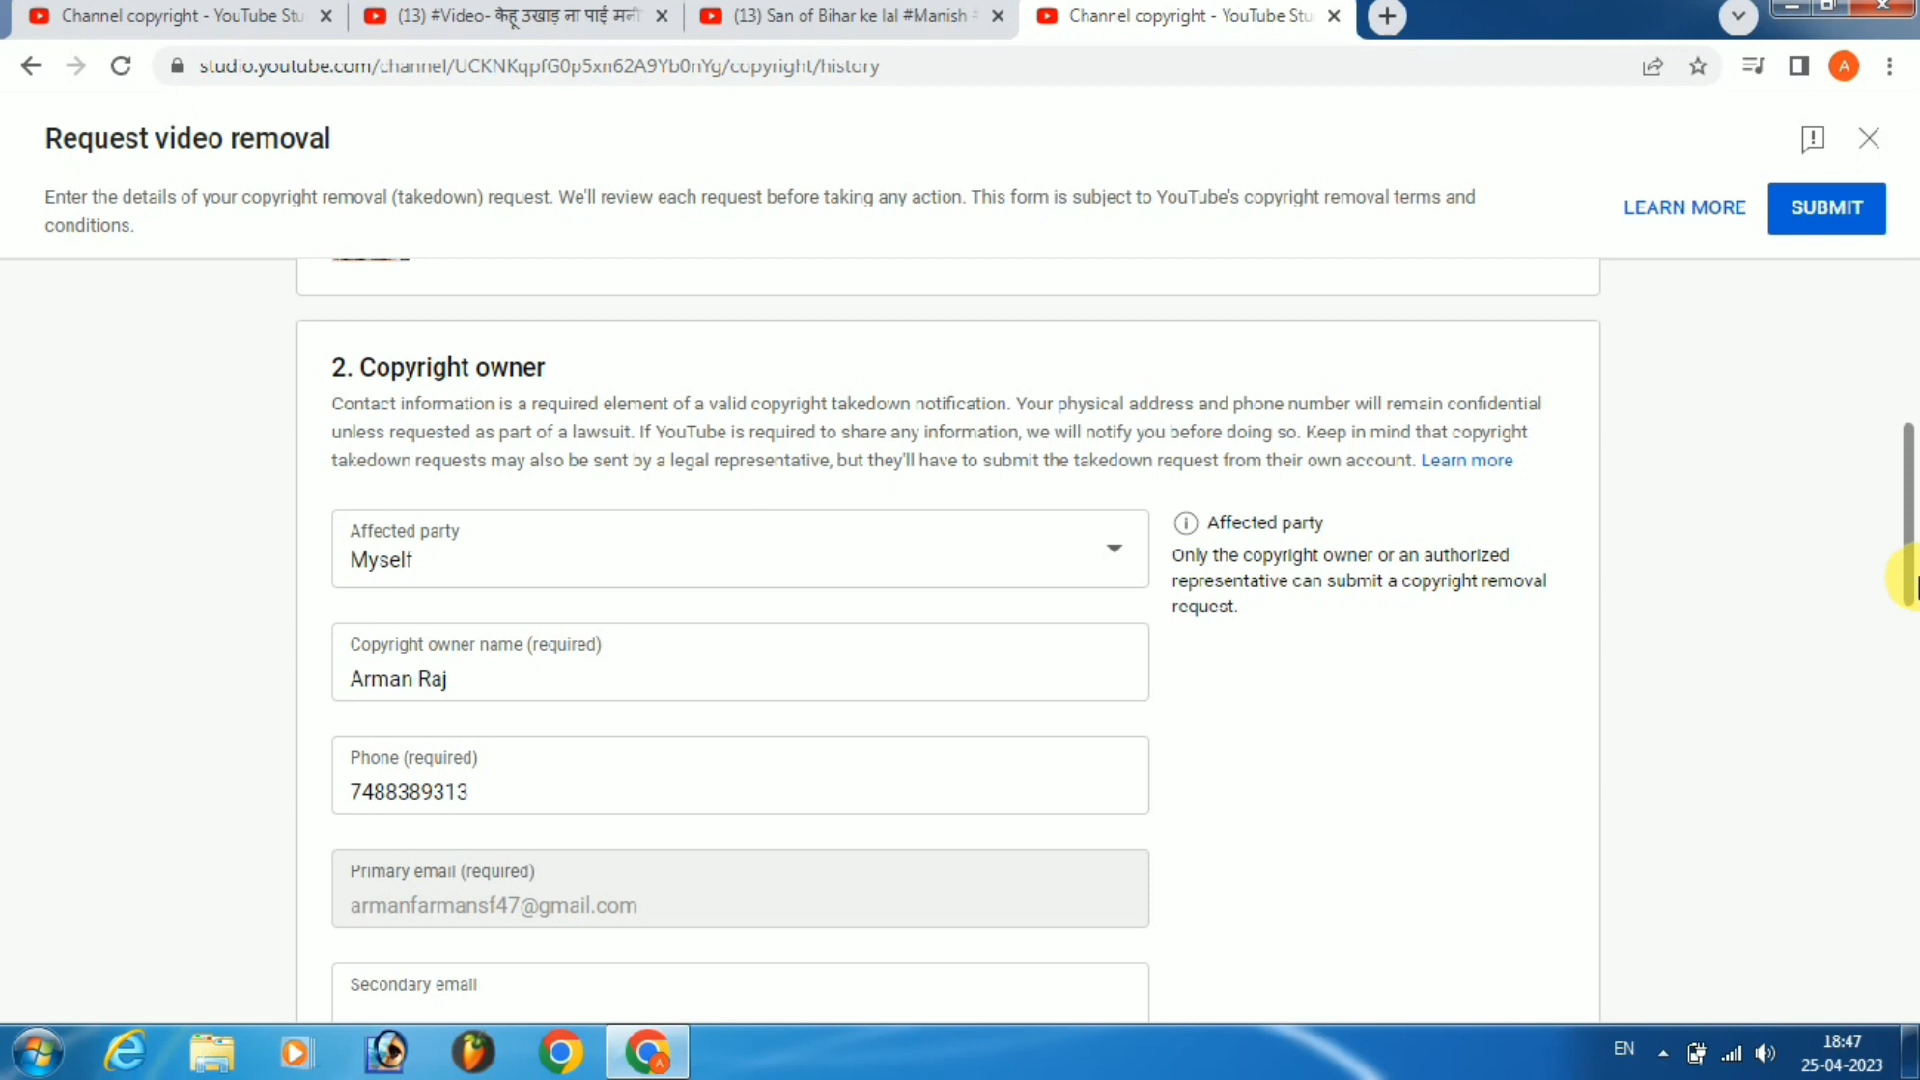 Channel copyright - YouTube Stu
(13) #Video- केहू उखाड़ ना पाई मनी
(13) San of Bihar ke lal #Manish
Channel copyright - YouTube Stu
studio.youtube.com/channel/UCKNKqpfG0p5xn62A9Yb0nYg/copyright/history
A
Request video removal
Enter the details of your copyright removal (takedown) request. We'll review each request before taking any action. This form is subject to YouTube's copyright removal terms and
conditions.
LEARN MORE
SUBMIT
2. Copyright owner
Contact information is a required element of a valid copyright takedown notification. Your physical address and phone number will remain confidential
unless requested as part of a lawsuit. If YouTube is required to share any information, we will notify you before doing so. Keep in mind that copyright
takedown requests may also be sent by a legal representative, but they'll have to submit the takedown request from their own account. Learn more
Affected party
Myself
Affected party
Only the copyright owner or an authorized
representative can submit a copyright removal
request.
Copyright owner name (required)
Arman Raj
Phone (required)
7488389313
Primary email (required)
armanfarmansf47@gmail.com
Secondary email
EN
18:47
25-04-2023